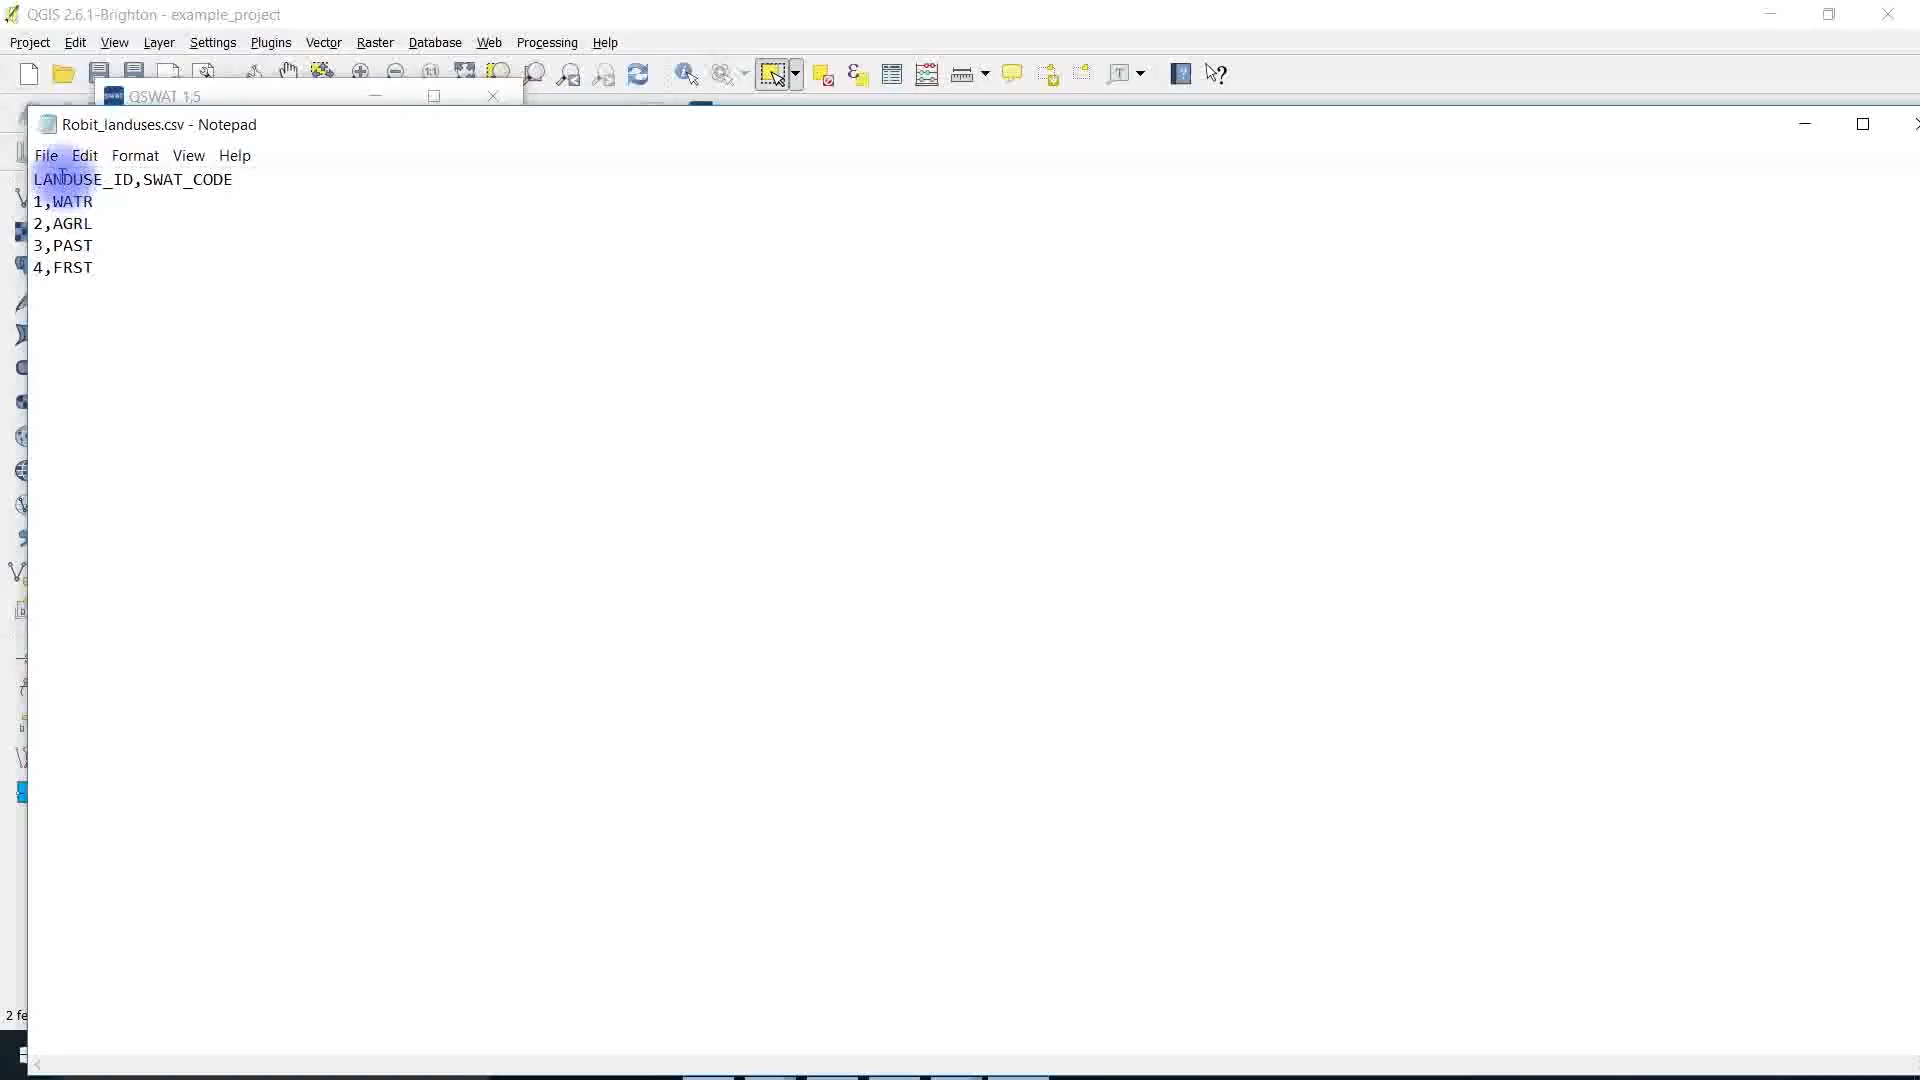 QGIS 2.6.1-Brighton - example_project
Project Edit View Layer Settings Plugins Vector Raster Database Web Processing Help
QSWAT 1.5
Robit_landuses.csv - Notepad
File Edit Format View Help
LANDUSE_ID,SWAT_CODE
1,WATR
2,AGRL
3,PAST
4,FRST
2 fe